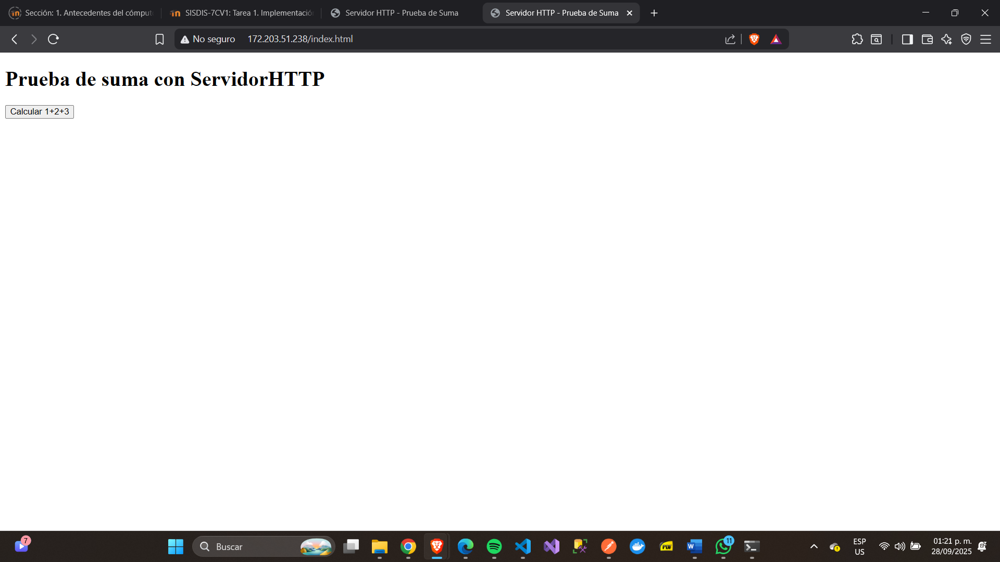 Sección: 1. Antecedentes del cómput
SISDIS-7CV1: Tarea 1. Implementació
Servidor HTTP - Prueba de Suma
Servidor HTTP - Prueba de Suma
No seguro
172.203.51.238/index.html
Prueba de suma con ServidorHTTP
Calcular 1+2+3
7
Buscar
PDF
W
11
ESP
US
01:21 p. m.
28/09/2025